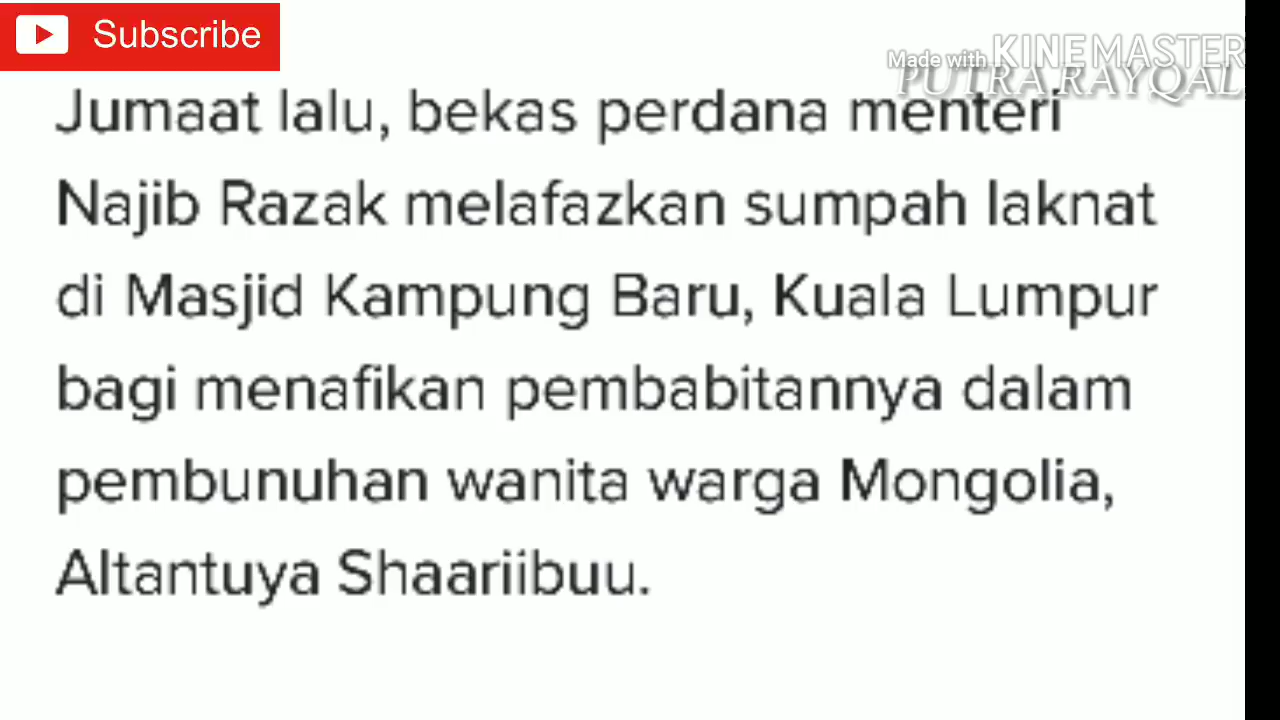 Subscribe
Made with KINEMASTER
PUTRA RAYQAL
Jumaat lalu, bekas perdana menteri
Najib Razak melafazkan sumpah laknat
di Masjid Kampung Baru, Kuala Lumpur
bagi menafikan pembabitannya dalam
pembunuhan wanita warga Mongolia,
Altantuya Shaariibuu.